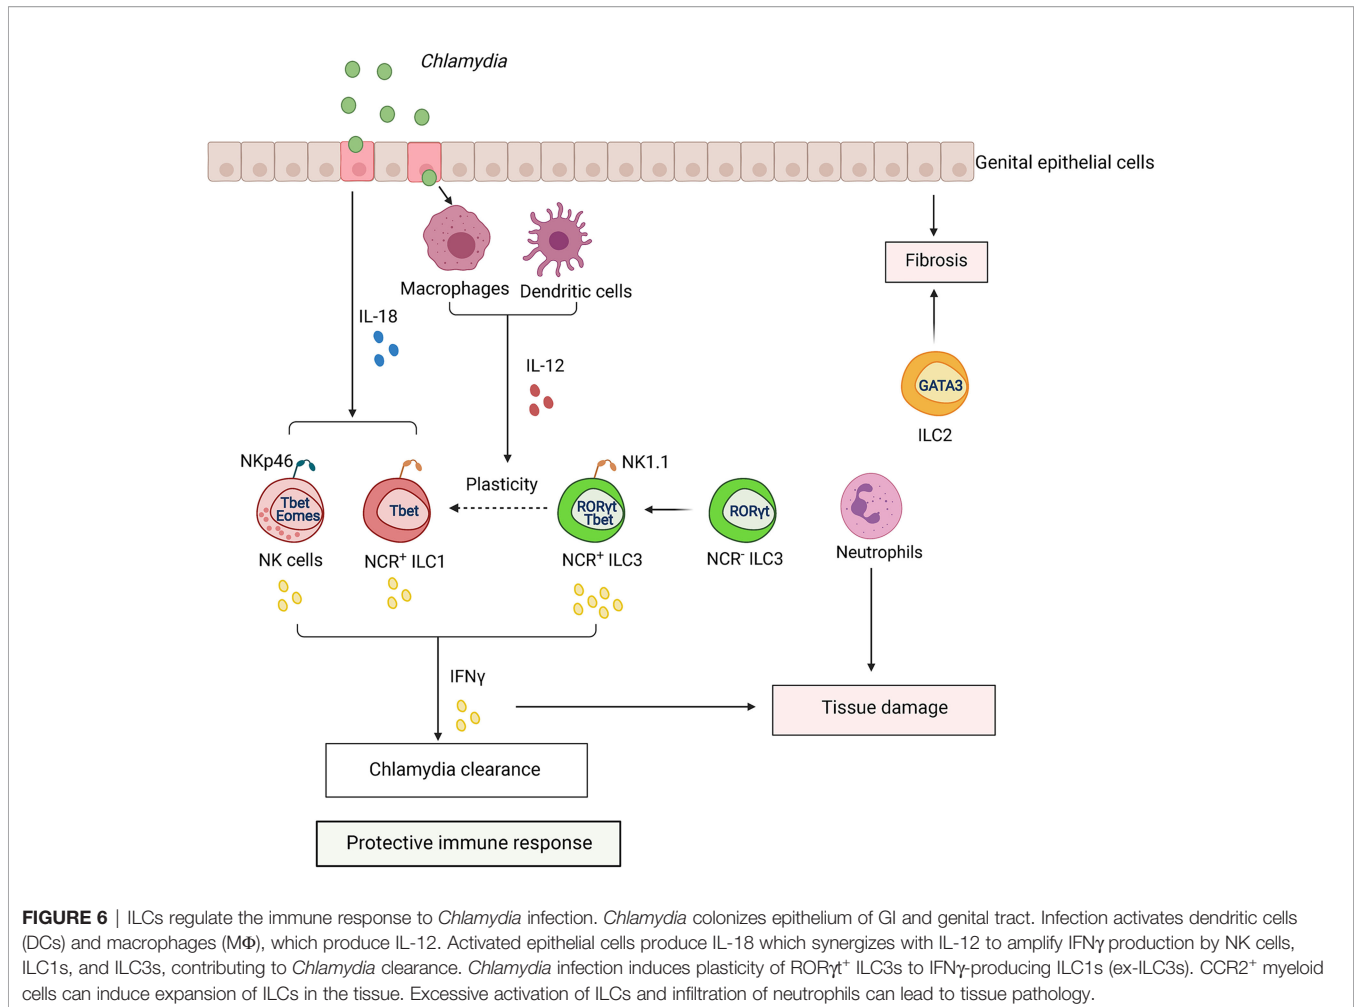 Chlamydia
Genital epithelial cells
Macrophages
Dendritic cells
Fibrosis
IL-18
IL-12
GATA3
ILC2
NKp46
NK1.1
Plasticity
Tbet
Eomes
Tbet
RORγt
Tbet
RORγt
NK cells
NCR+ ILC1
NCR+ ILC3
NCR- ILC3
Neutrophils
IFNγ
Tissue damage
Chlamydia clearance
Protective immune response
FIGURE 6 | ILCs regulate the immune response to Chlamydia infection. Chlamydia colonizes epithelium of GI and genital tract. Infection activates dendritic cells
(DCs) and macrophages (MΦ), which produce IL-12. Activated epithelial cells produce IL-18 which synergizes with IL-12 to amplify IFNγ production by NK cells,
ILC1s, and ILC3s, contributing to Chlamydia clearance. Chlamydia infection induces plasticity of RORγt+ ILC3s to IFNγ-producing ILC1s (ex-ILC3s). CCR2+ myeloid
cells can induce expansion of ILCs in the tissue. Excessive activation of ILCs and infiltration of neutrophils can lead to tissue pathology.